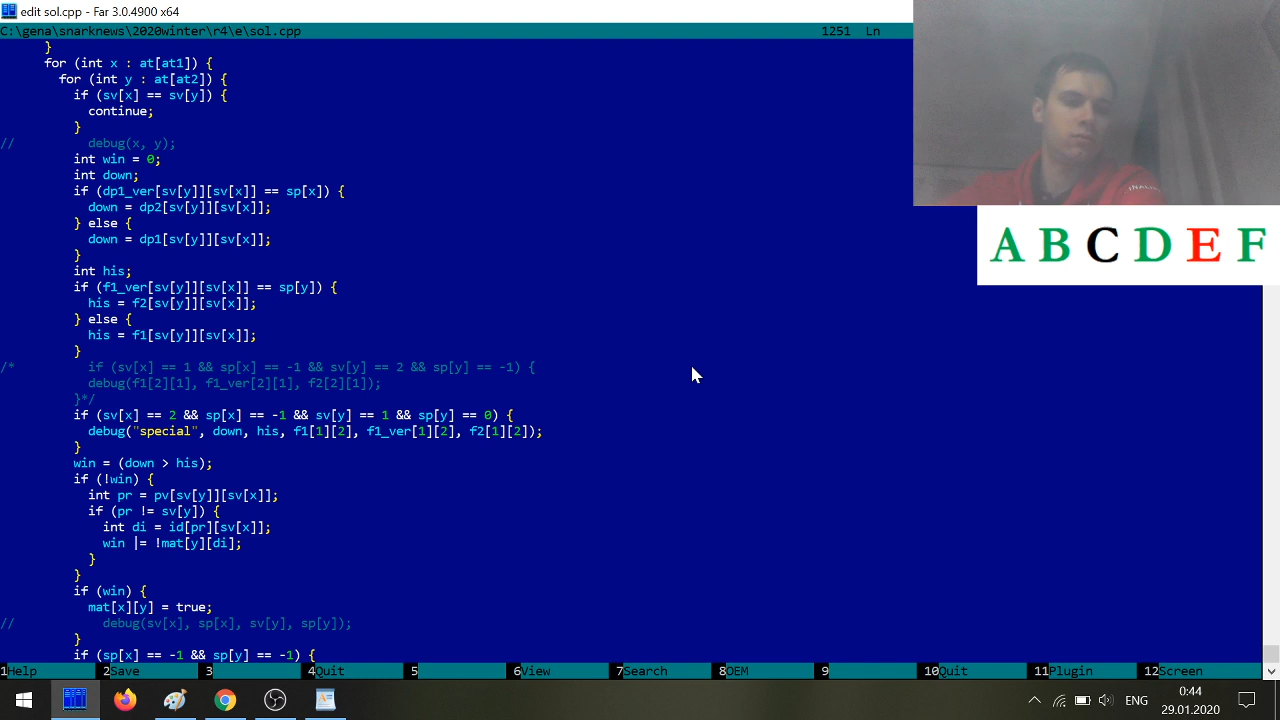 edit sol.cpp - Far 3.0.4900 x64
C:\gena\snarknews\2020winter\r4\e\sol.cpp 1251 Ln
}
for (int x : at[at1]) {
for (int y : at[at2]) {
if (sv[x] == sv[y]) {
continue;
}
// debug(x, y);
int win = 0;
int down;
if (dp1_ver[sv[y]][sv[x]] == sp[x]) {
down = dp2[sv[y]][sv[x]];
} else {
down = dp1[sv[y]][sv[x]];
}
int his;
if (f1_ver[sv[y]][sv[x]] == sp[y]) {
his = f2[sv[y]][sv[x]];
} else {
his = f1[sv[y]][sv[x]];
}
/* if (sv[x] == 1 && sp[x] == -1 && sv[y] == 2 && sp[y] == -1) {
debug(f1[2][1], f1_ver[2][1], f2[2][1]);
}*/
if (sv[x] == 2 && sp[x] == -1 && sv[y] == 1 && sp[y] == 0) {
debug("special", down, his, f1[1][2], f1_ver[1][2], f2[1][2]);
}
win = (down > his);
if (!win) {
int pr = pv[sv[y]][sv[x]];
if (pr != sv[y]) {
int di = id[pr][sv[x]];
win |= !mat[y][di];
}
}
if (win) {
mat[x][y] = true;
// debug(sv[x], sp[x], sv[y], sp[y]);
}
if (sp[x] == -1 && sp[y] == -1) {
1Help 2Save 3 4Quit 5 6View 7Search 8OEM 9 10Quit 11Plugin 12Screen
A B C D E F
ENG
0:44
29.01.2020